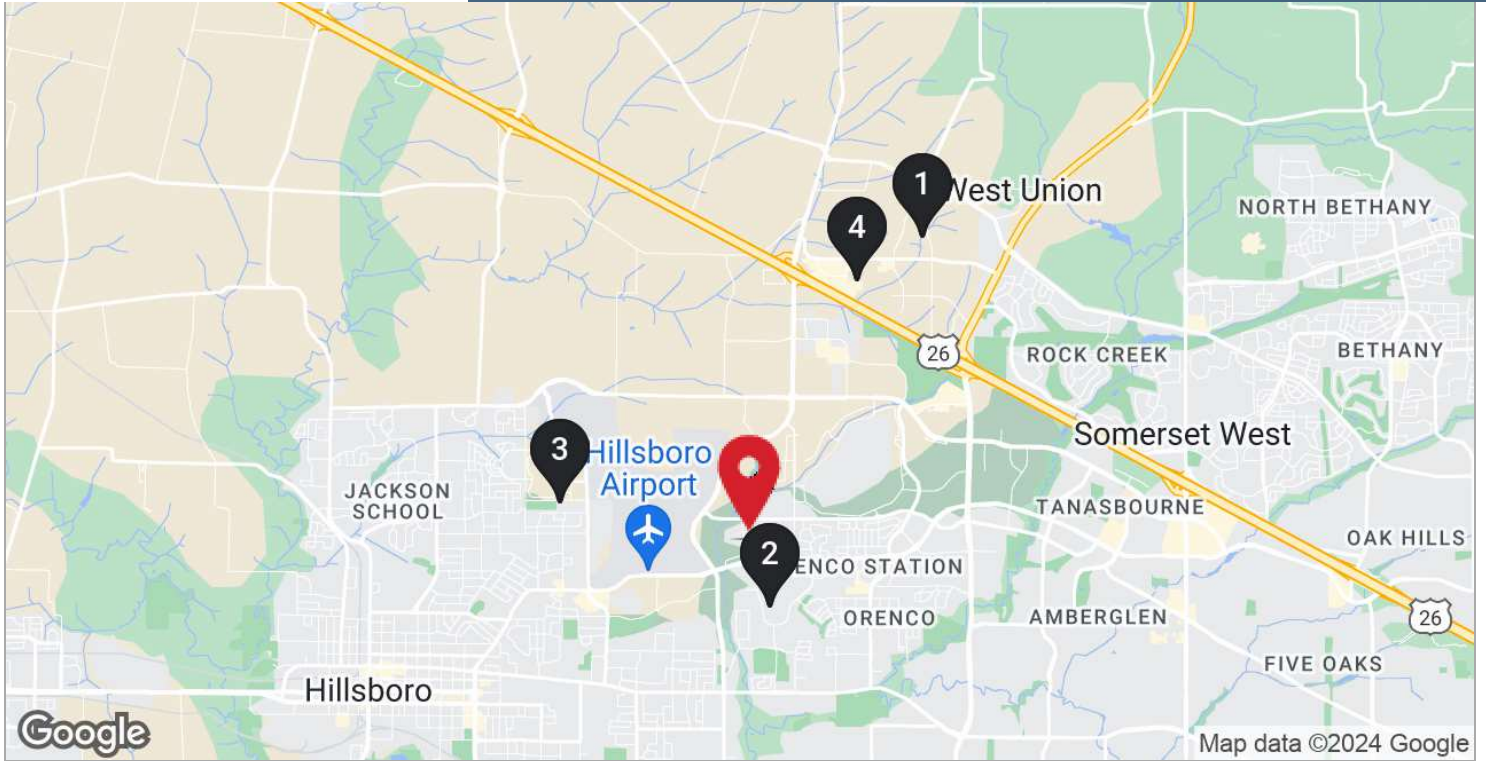 1
West Union
NORTH BETHANY
4
26
ROCK CREEK
BETHANY
Somerset West
3
Hillsboro
Airport
JACKSON
SCHOOL
TANASBOURNE
OAK HILLS
2
ENCO STATION
ORENCO
AMBERGLEN
26
FIVE OAKS
Hillsboro
Google
Map data ©2024 Google